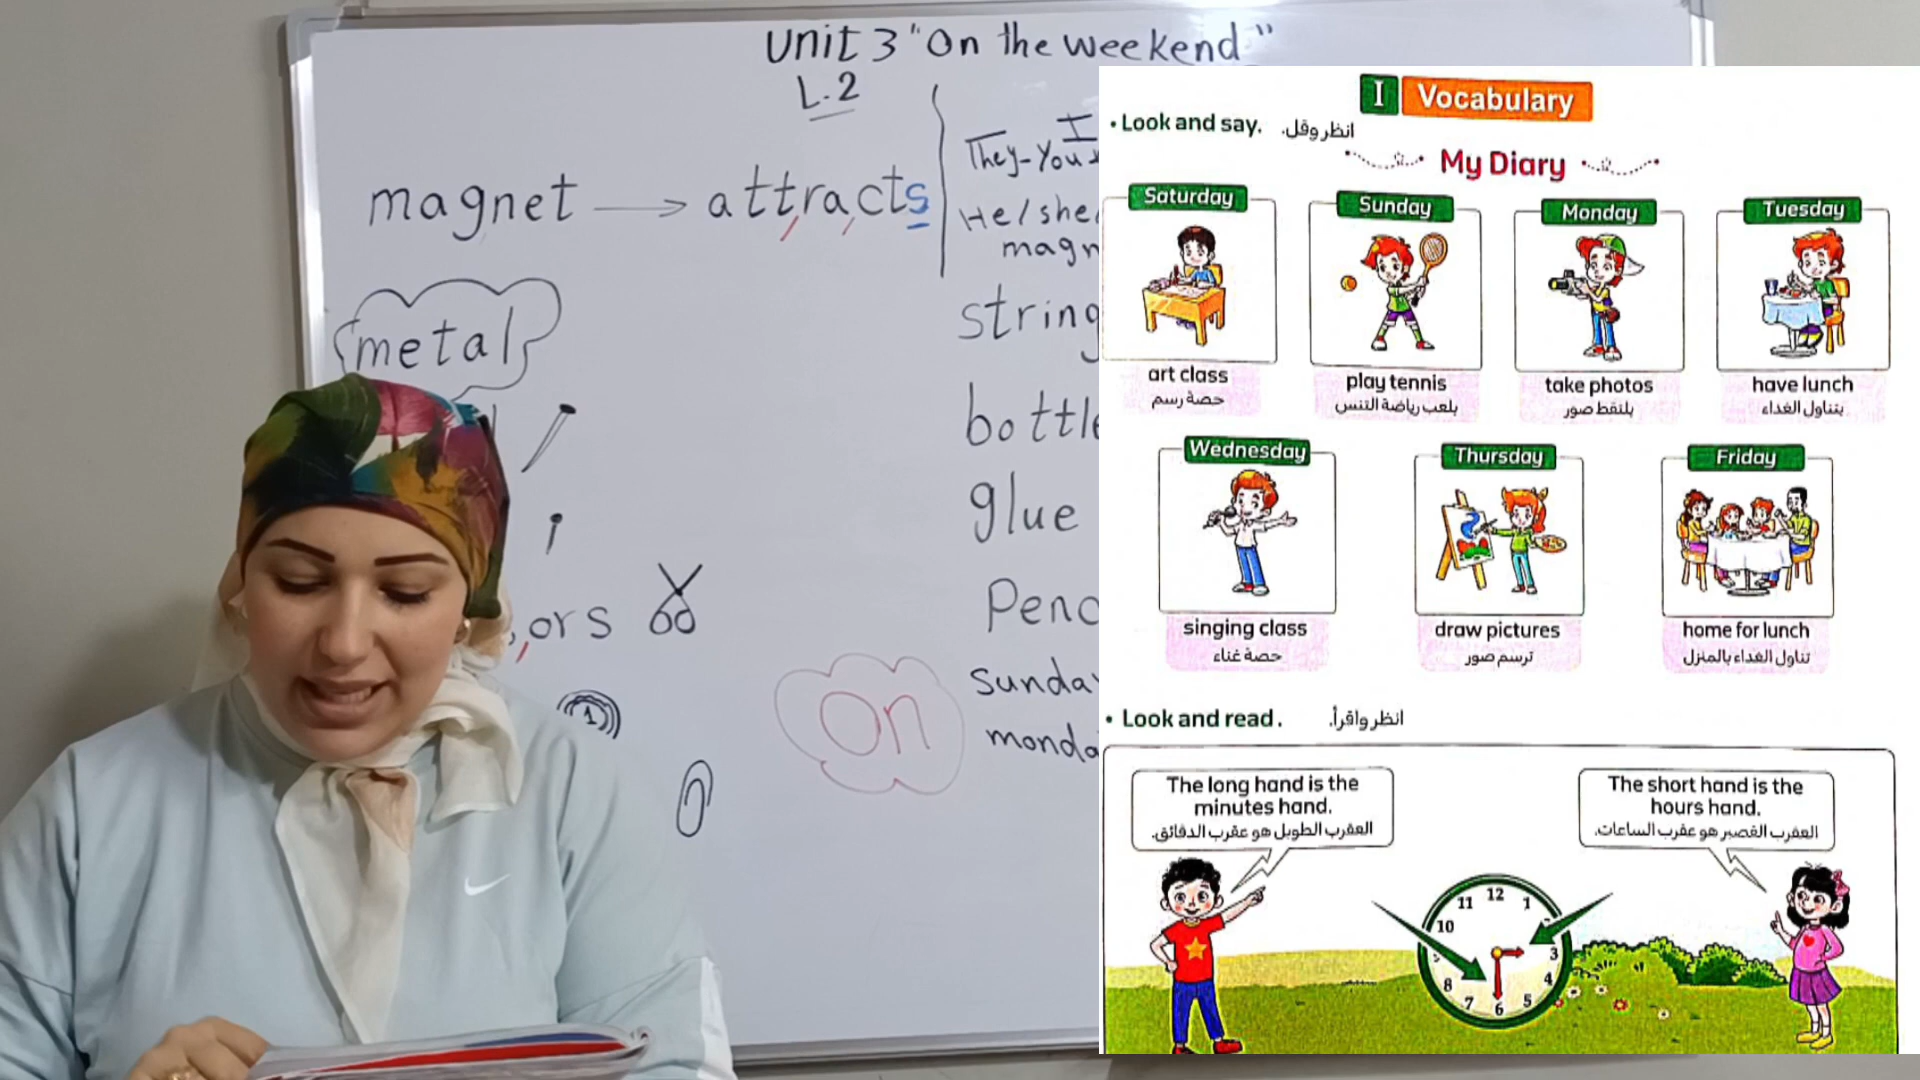 Unit 3 "On the weekend"
L.2
magnet → attracts
I
They-You
He/she
magn
metal
string
bottle
glue
Penc
ors
1
on
sunday
monda
I Vocabulary
• Look and say. انظر وقل.
My Diary
Saturday
Sunday
Monday
Tuesday
art class
حصة رسم
play tennis
يلعب رياضة التنس
take photos
يلتقط صور
have lunch
يتناول الغداء
Wednesday
Thursday
Friday
singing class
حصة غناء
draw pictures
ترسم صور
home for lunch
تناول الغداء بالمنزل
• Look and read. انظر واقرأ.
The long hand is the
minutes hand.
العقرب الطويل هو عقرب الدقائق.
The short hand is the
hours hand.
العقرب القصير هو عقرب الساعات.
12
11
1
10
3
8
4
7
6
5